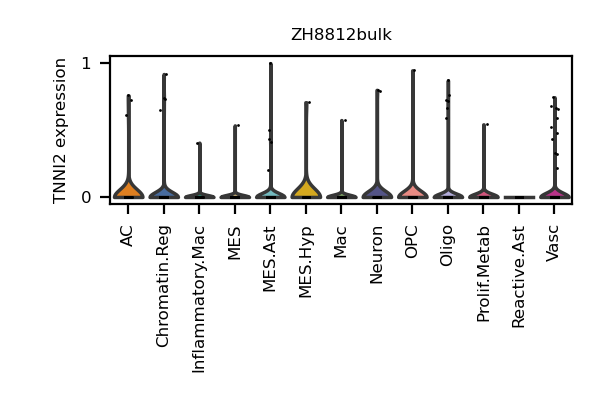 ZH8812bulk
TNNI2 expression
1
0
AC
Chromatin.Reg
Inflammatory.Mac
MES
MES.Ast
MES.Hyp
Mac
Neuron
OPC
Oligo
Prolif.Metab
Reactive.Ast
Vasc